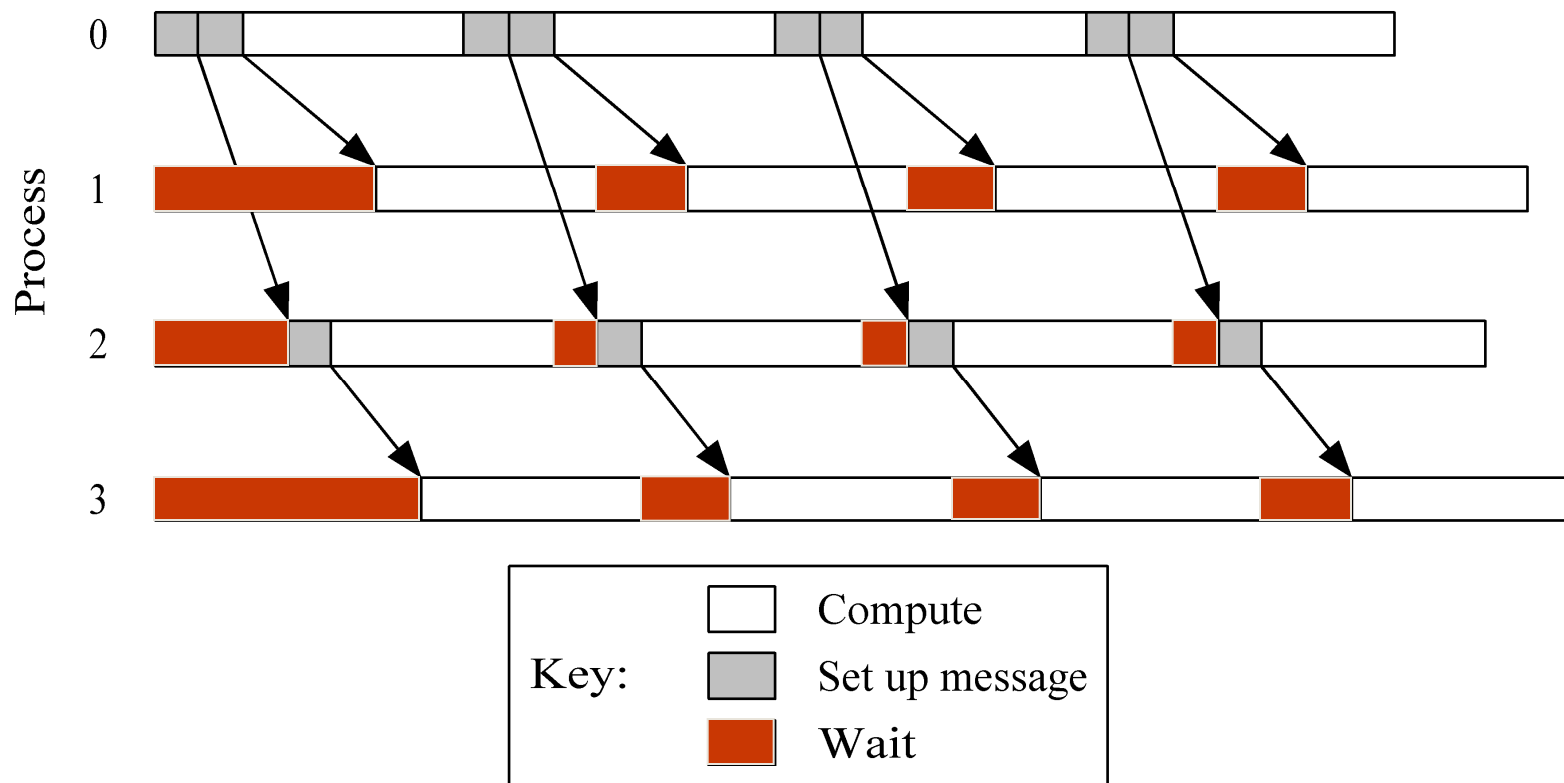 Process
0
1
2
3
Key:
Compute
Set up message
Wait